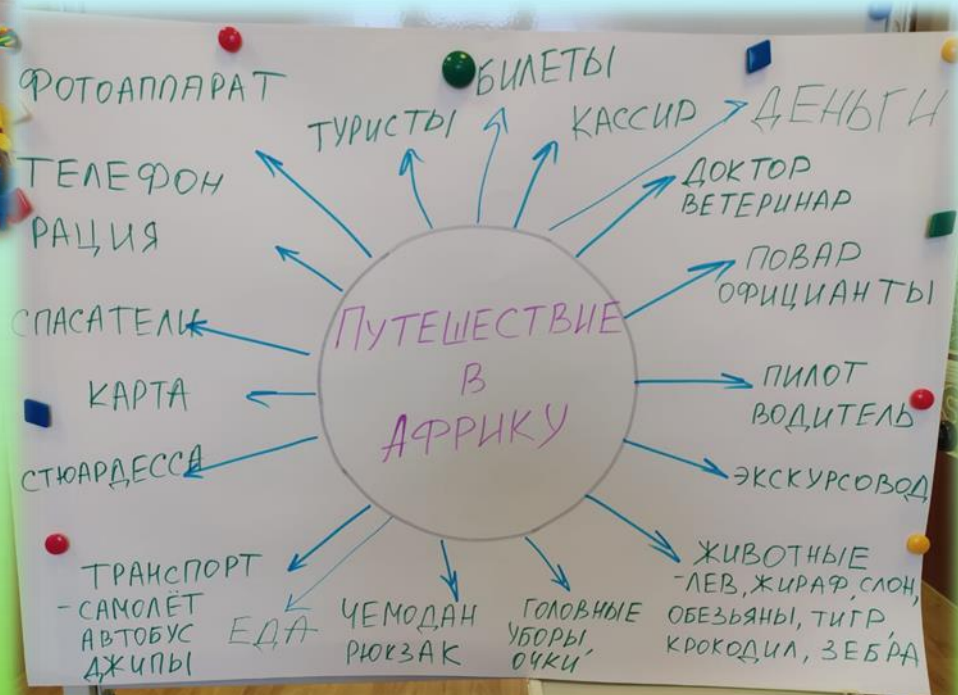 ФОТОАППАРАТ
ТЕЛЕФОН
РАЦИЯ
СПАСАТЕЛИ
КАРТА
СТЮАРДЕССА
ТРАНСПОРТ
- САМОЛЁТ
АВТОБУС
ДЖИПЫ
ЕДА
ЧЕМОДАН
РЮКЗАК
ГОЛОВНЫЕ
УБОРЫ,
ОЧКИ
ТУРИСТЫ
БИЛЕТЫ
КАССИР
ДЕНЬГИ
ДОКТОР
ВЕТЕРИНАР
ПОВАР
ОФИЦИАНТЫ
ПИЛОТ
ВОДИТЕЛЬ
ЭКСКУРСОВОД
ЖИВОТНЫЕ
-ЛЕВ, ЖИРАФ, СЛОН,
ОБЕЗЬЯНЫ, ТИГР,
КРОКОДИЛ, ЗЕБРА
ПУТЕШЕСТВИЕ
В
АФРИКУ